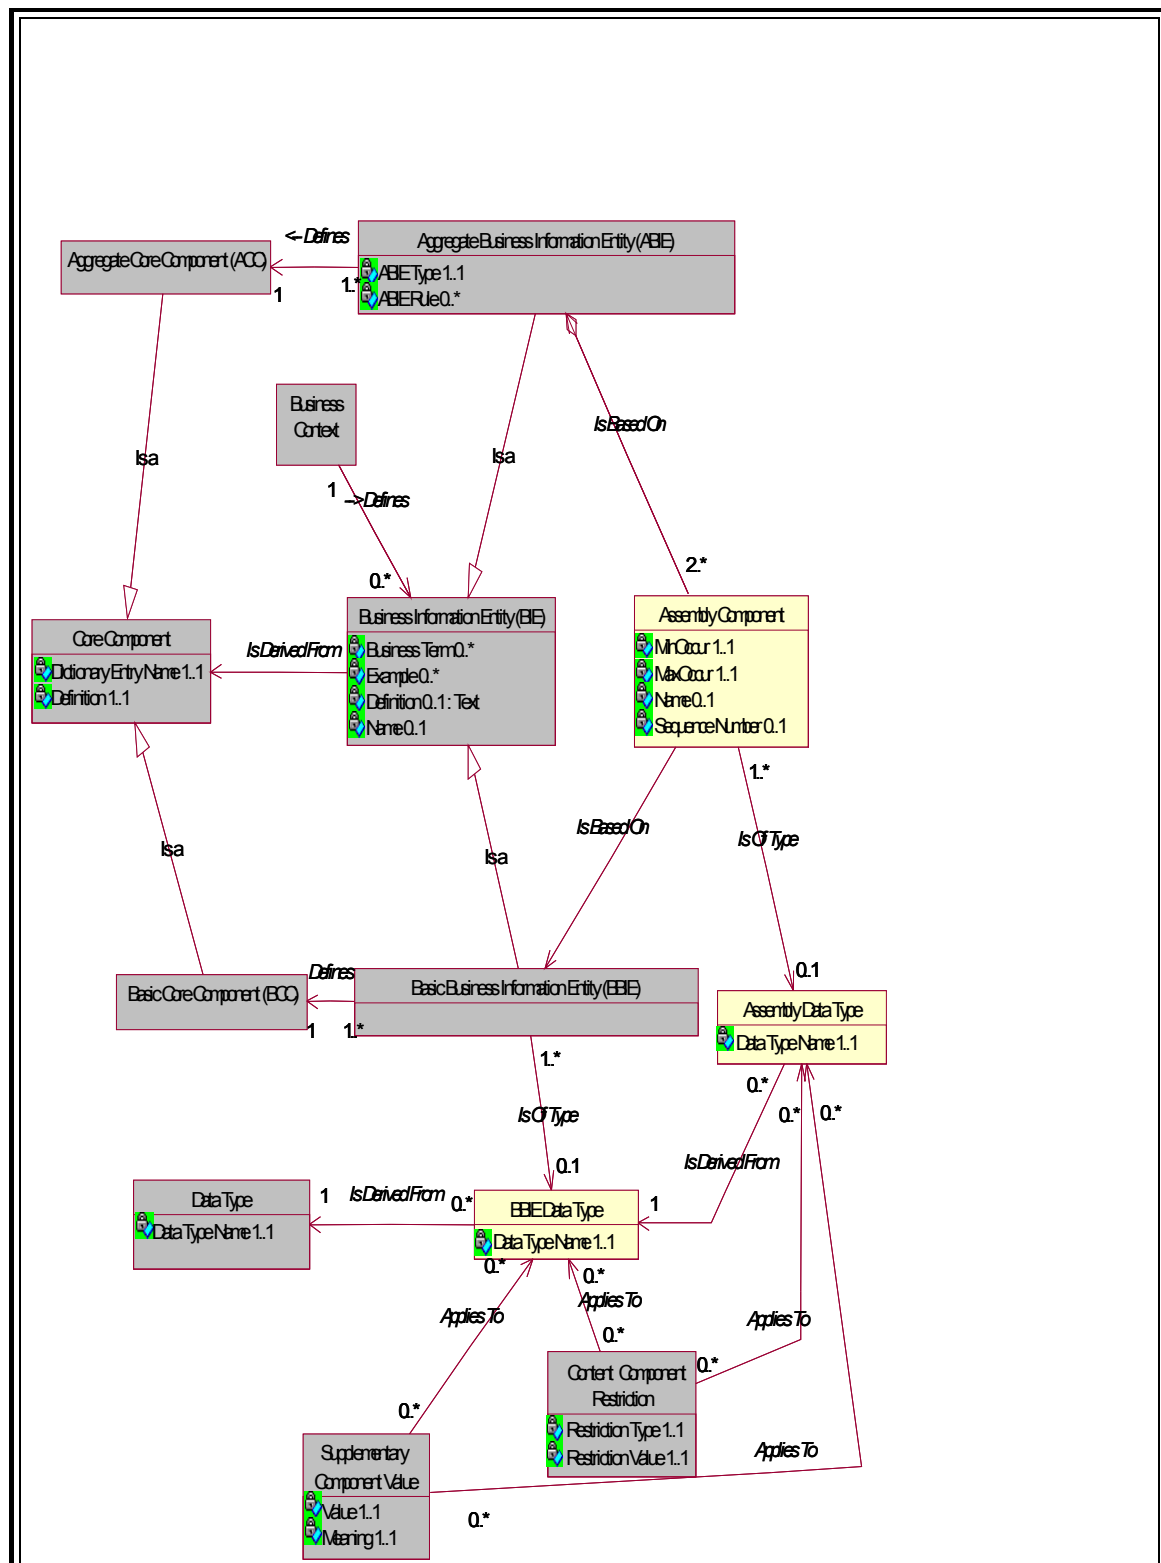 <-- Defines
Aggregate Business Information Entity (ABIE)
ABIE Type 1..1
ABIE Rule 0..*
Aggregate Core Component (ACC)
1
1..*
Business
Context
Is a
Is a
Is Based On
1
--> Defines
0..*
2..*
Core Component
Dictionary Entry Name 1..1
Definition 1..1
Is Derived From
Business Information Entity (BIE)
Business Term 0..*
Example 0..*
Definition 0..1 : Text
Name 0..1
Assembly Component
Min Occur 1..1
Max Occur 1..1
Name 0..1
Sequence Number 0..1
1..*
Is Based On
Is Of Type
Is a
Is a
0..1
Basic Core Component (BCC)
Defines
1
1..*
Basic Business Information Entity (BBIE)
Assembly Data Type
Data Type Name 1..1
1..*
0..*
0..*
0..*
Is Of Type
0..1
Is Derived From
Data Type
Data Type Name 1..1
1
Is Derived From
0..*
BBIE Data Type
Data Type Name 1..1
1
0..*
0..*
Applies To
Applies To
Applies To
0..*
0..*
0..*
Content Component
Restriction
Restriction Type 1..1
Restriction Value 1..1
Supplementary
Component Value
Value 1..1
Meaning 1..1
Applies To
0..*